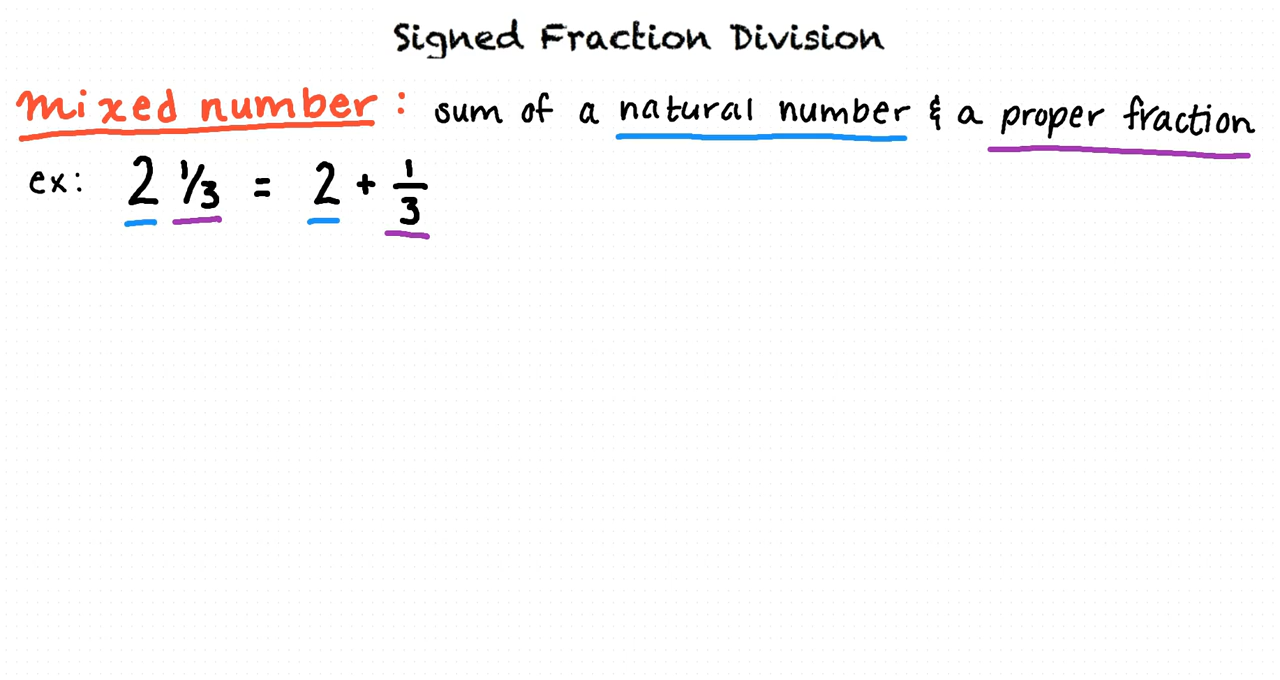 Signed Fraction Division
mixed number: sum of a natural number & a proper fraction
ex: 2 1/3 = 2 + 1/3